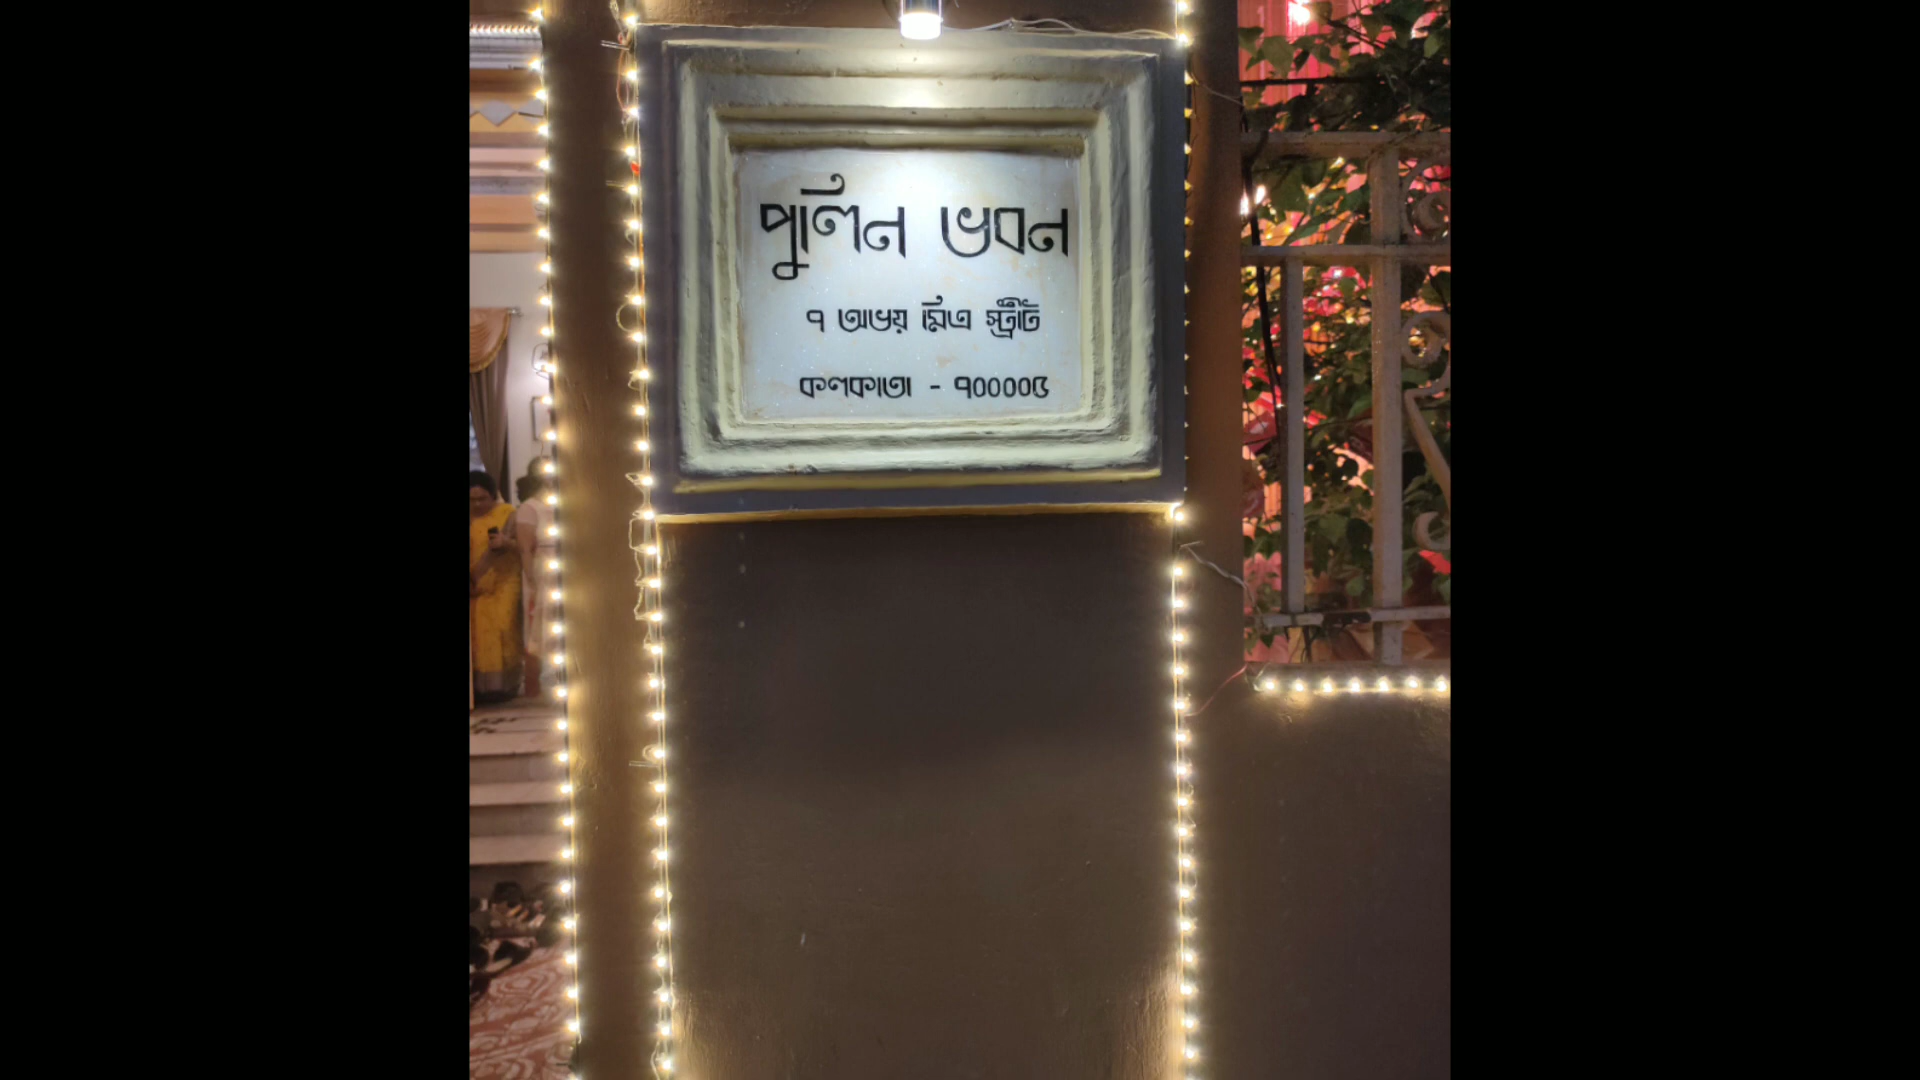 পুলিন ভবন
৭ অভয় মিত্র স্ট্রীট
কলকাতা - ৭০০০০৫